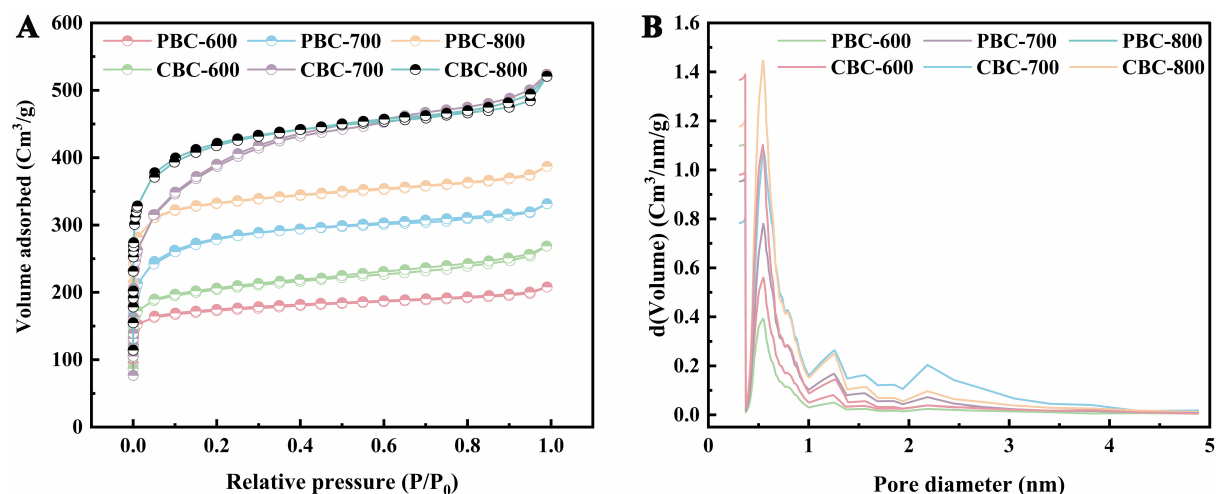 A
PBC-600 PBC-700 PBC-800
CBC-600 CBC-700 CBC-800
Volume adsorbed (Cm³/g)
600
500
400
300
200
100
0
0.0 0.2 0.4 0.6 0.8 1.0
Relative pressure (P/P₀)
B
PBC-600 PBC-700 PBC-800
CBC-600 CBC-700 CBC-800
d(Volume) (Cm³/nm/g)
1.6
1.4
1.2
1.0
0.8
0.6
0.4
0.2
0.0
0 1 2 3 4 5
Pore diameter (nm)